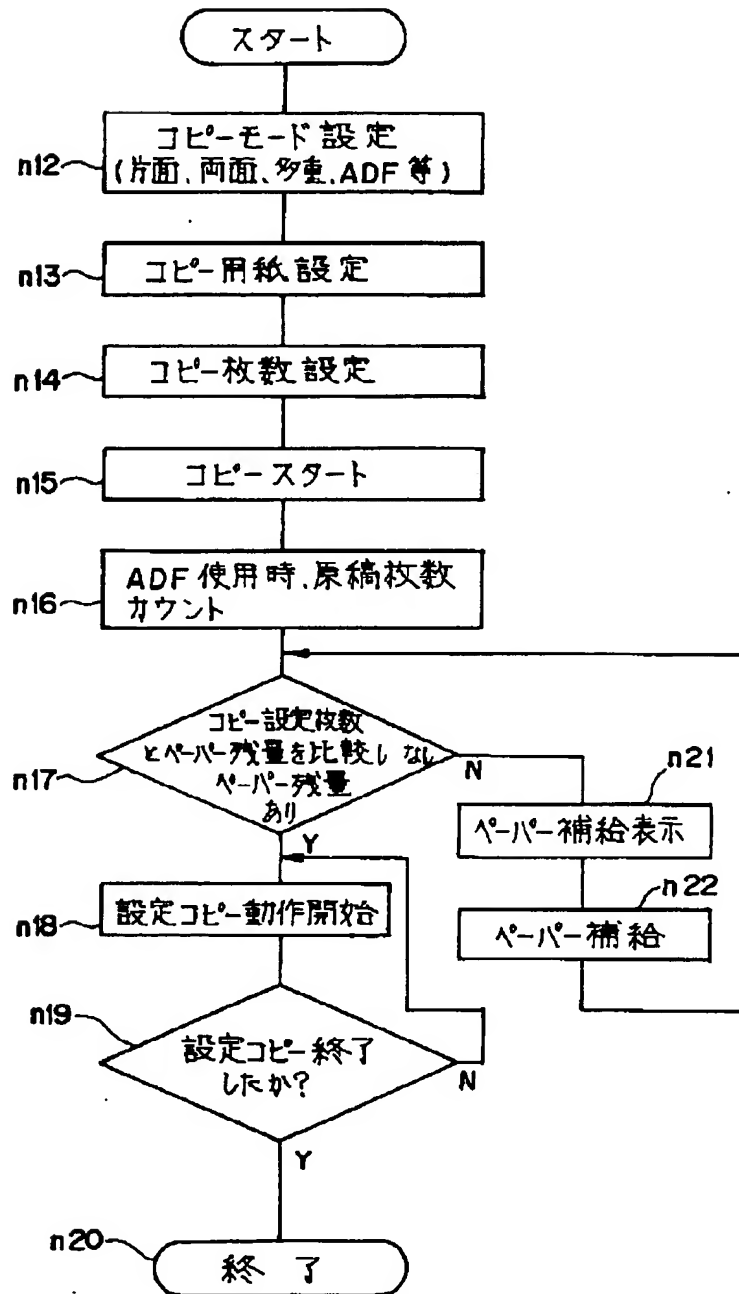 スタート
コピーモード設定
n12
(片面、両面、多重、ADF等)
n13
コピー用紙設定
n14
コピー枚数設定
n15
コピースタート
n16
ADF使用時、原稿枚数
カウント
n17
コピー設定枚数
とペーパー残量を比較し なし
ペーパー残量
あり
N
Y
n21
ペーパー補給表示
n22
ペーパー補給
n18
設定コピー動作開始
n19
設定コピー終了
したか?
N
Y
n20
終了